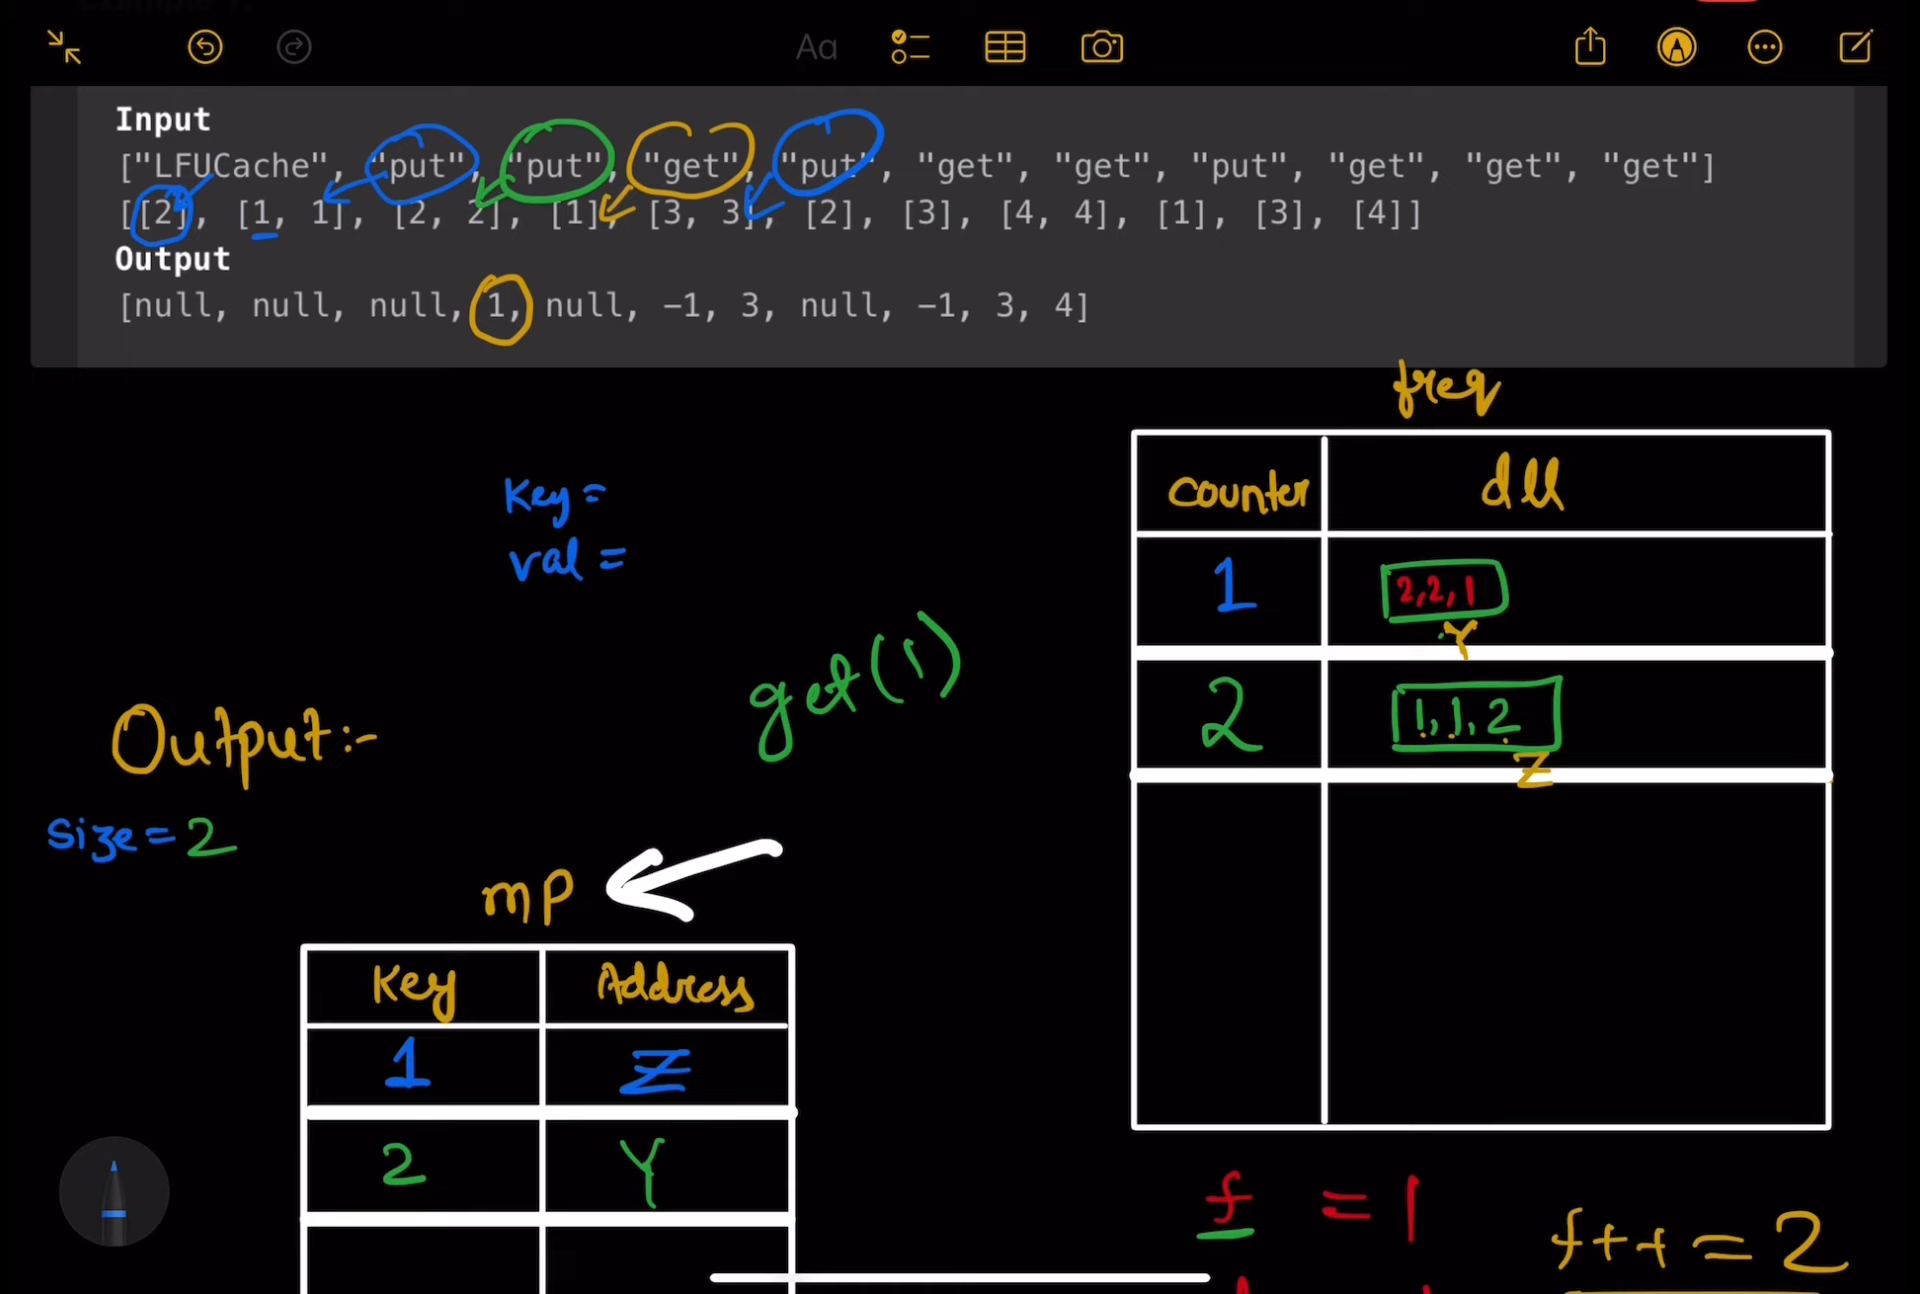 Aa
Input
["LFUCache", "put", "put", "get", "put", "get", "get", "put", "get", "get", "get"]
[[2], [1, 1], [2, 2], [1], [3, 3], [2], [3], [4, 4], [1], [3], [4]]
Output
[null, null, null, 1, null, -1, 3, null, -1, 3, 4]
freq
Counter dll
Key =
val =
1 2,2,1
Y
get(1)
2 1,1,2
Z
Output:-
Size = 2
mp
Key Address
1 Z
2 Y
f = 1
f++ = 2